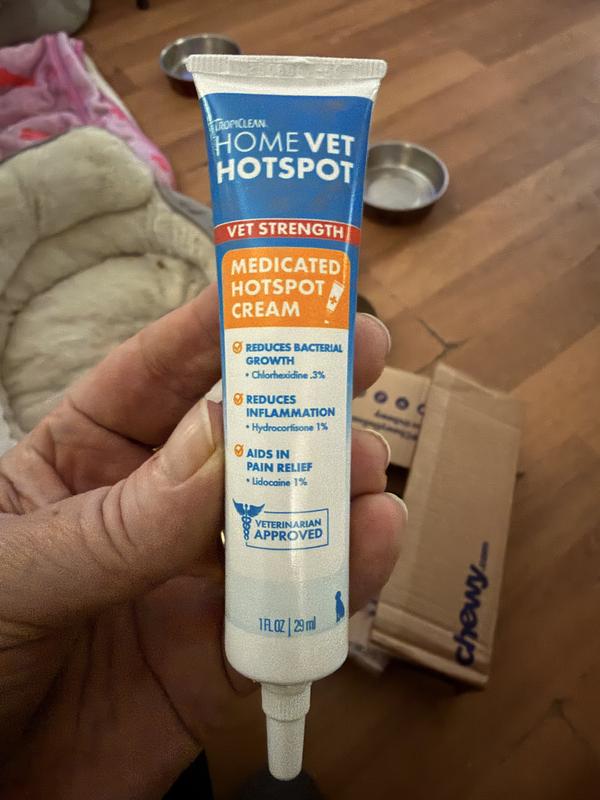 TROPICLEAN.
HOME VET
HOTSPOT
VET STRENGTH
MEDICATED
HOTSPOT
CREAM
REDUCES BACTERIAL
GROWTH
• Chlorhexidine .3%
REDUCES
INFLAMMATION
• Hydrocortisone 1%
AIDS IN
PAIN RELIEF
• Lidocaine 1%
VETERINARIAN
APPROVED
1 FL OZ | 29 ml
chewy.com